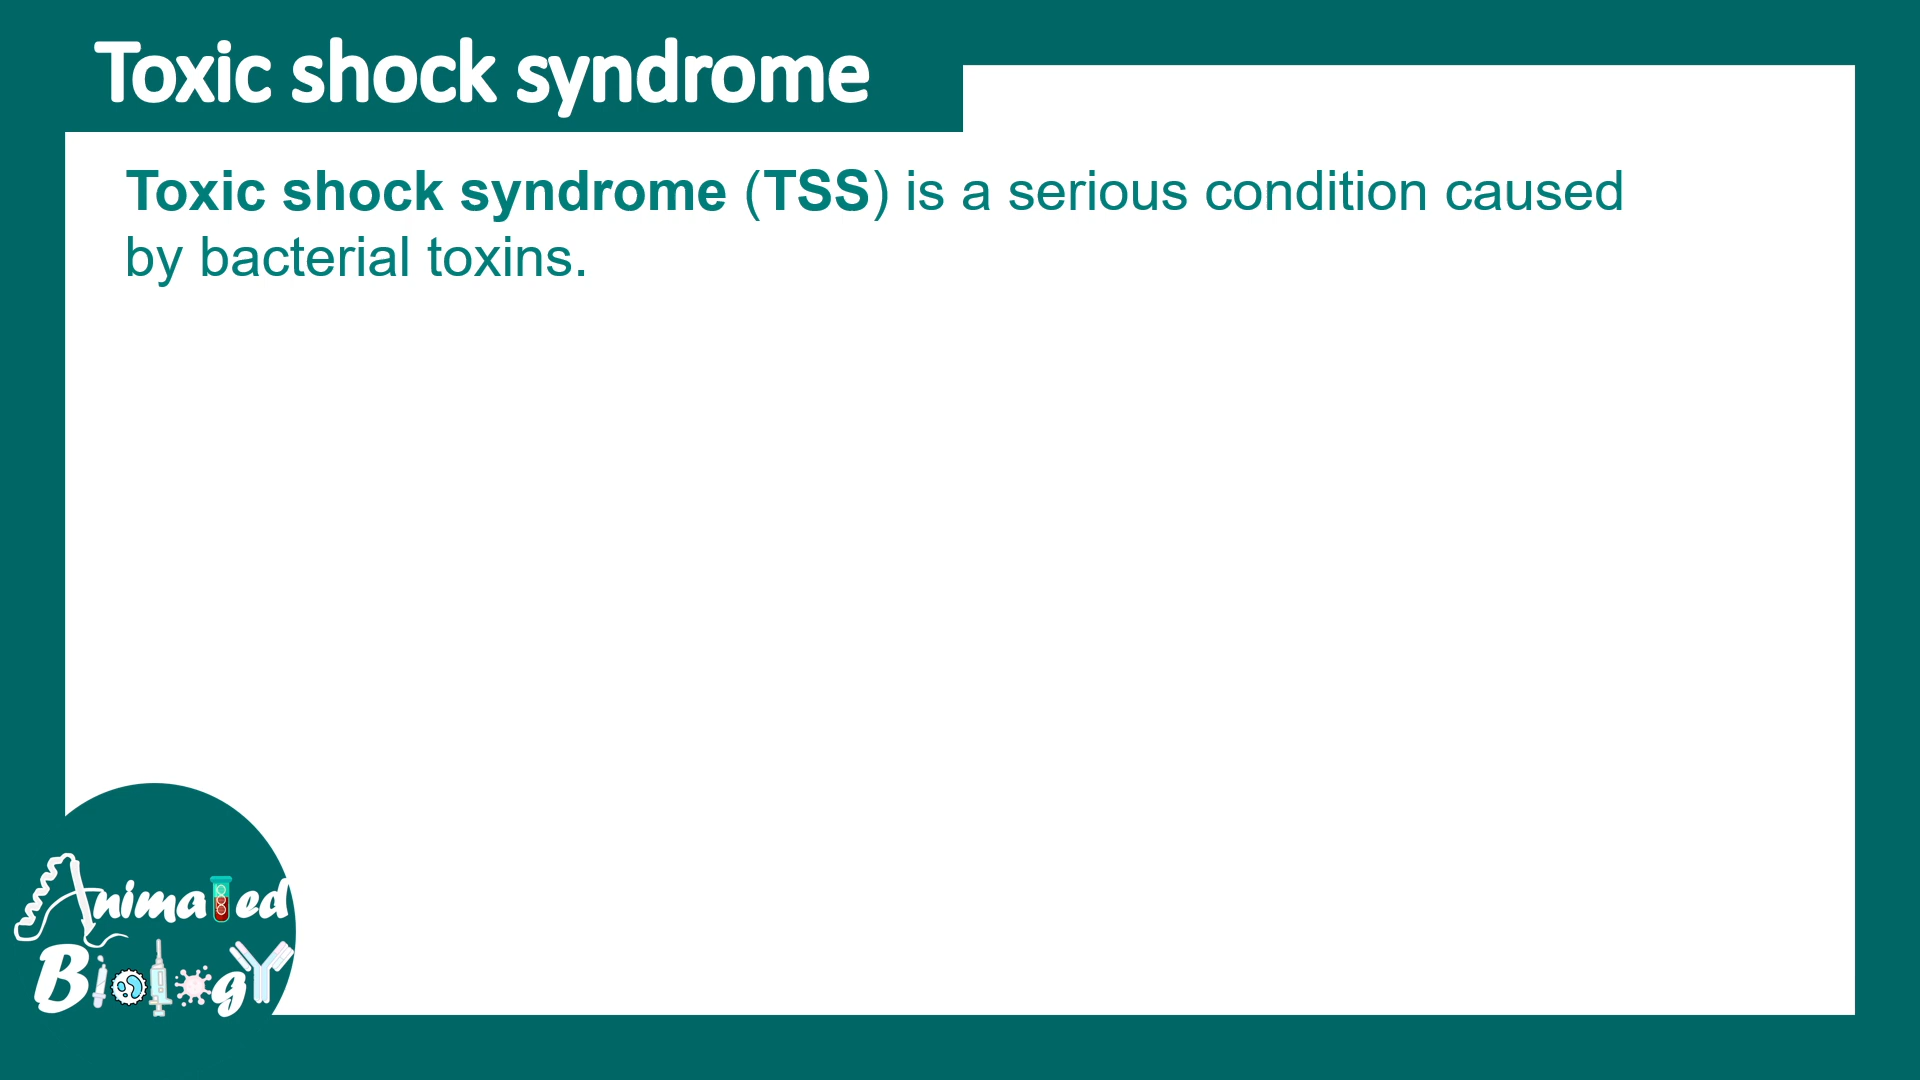 Toxic shock syndrome
Toxic shock syndrome (TSS) is a serious condition caused
by bacterial toxins.
Animated
BiologY